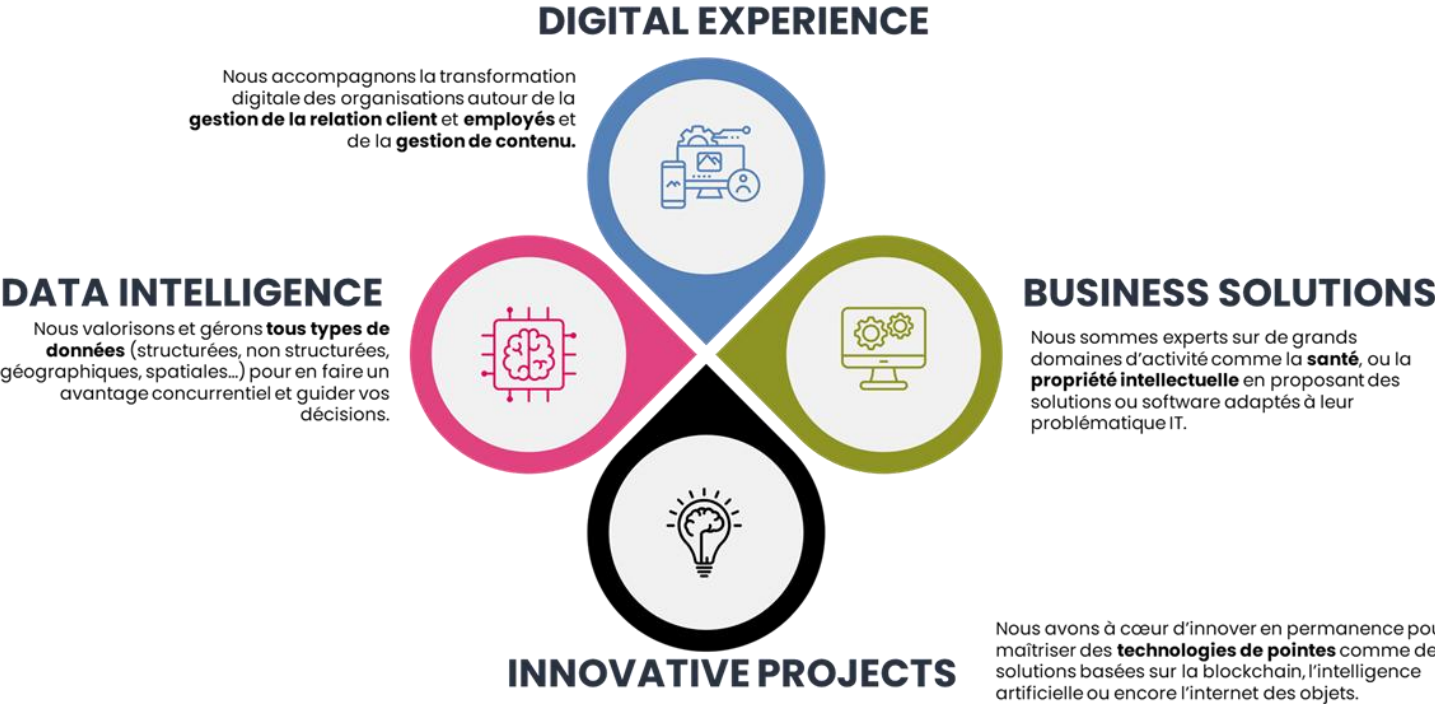 DIGITAL EXPERIENCE
Nous accompagnons la transformation
digitale des organisations autour de la
gestion de la relation client et employés et
de la gestion de contenu.
DATA INTELLIGENCE
Nous valorisons et gérons tous types de
données (structurées, non structurées,
géographiques, spatiales...) pour en faire un
avantage concurrentiel et guider vos
décisions.
BUSINESS SOLUTIONS
Nous sommes experts sur de grands
domaines d'activité comme la santé, ou la
propriété intellectuelle en proposant des
solutions ou software adaptés à leur
problématique IT.
INNOVATIVE PROJECTS
Nous avons à cœur d'innover en permanence pou
maîtriser des technologies de pointes comme de
solutions basées sur la blockchain, l'intelligence
artificielle ou encore l'internet des objets.